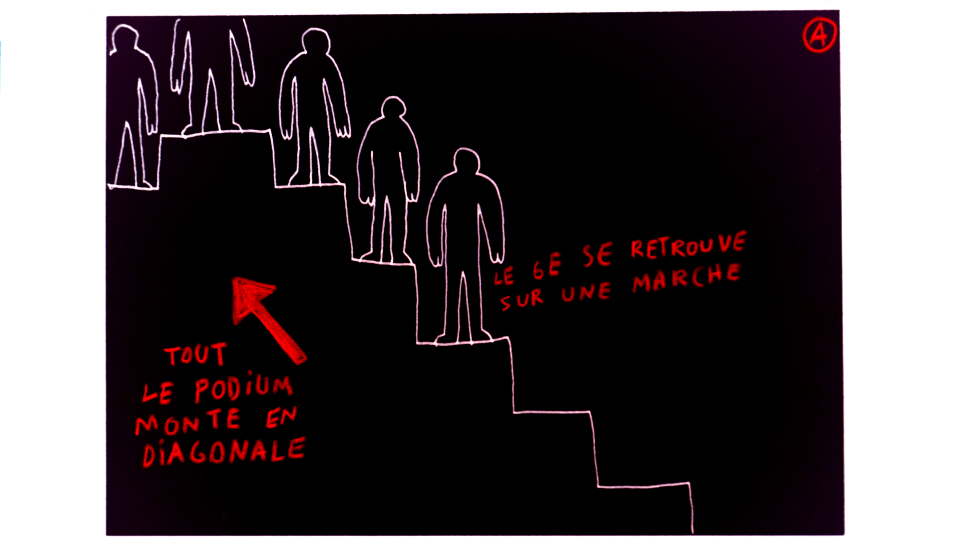 A
LE 6E SE RETROUVE
SUR UNE MARCHE
TOUT
LE PODIUM
MONTE EN
DIAGONALE